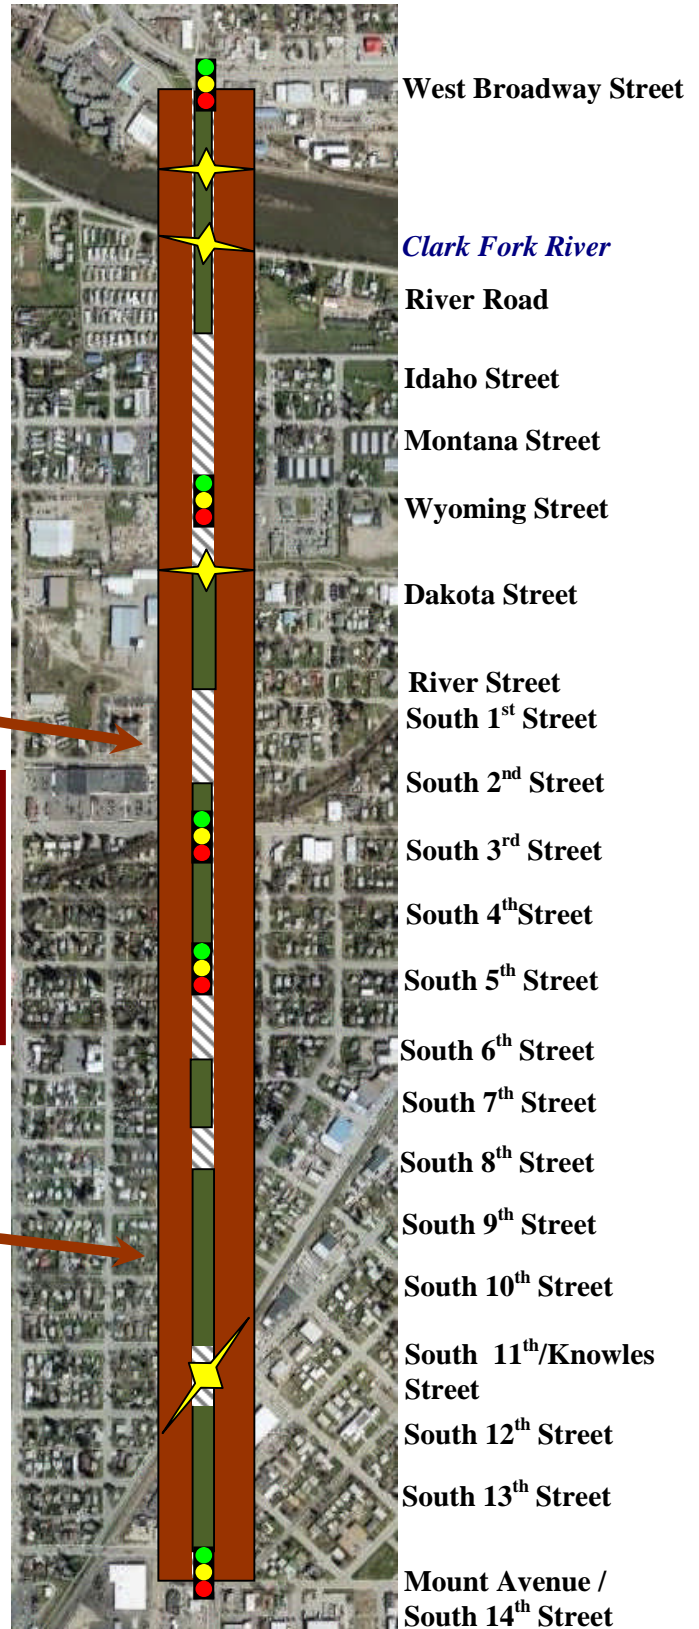 West Broadway Street
Clark Fork River
River Road
Idaho Street
Montana Street
Wyoming Street
Dakota Street
River Street
South 1st Street
South 2nd Street
South 3rd Street
South 4thStreet
South 5th Street
South 6th Street
South 7th Street
South 8th Street
South 9th Street
South 10th Street
South 11th/Knowles
Street
South 12th Street
South 13th Street
Mount Avenue /
South 14th Street